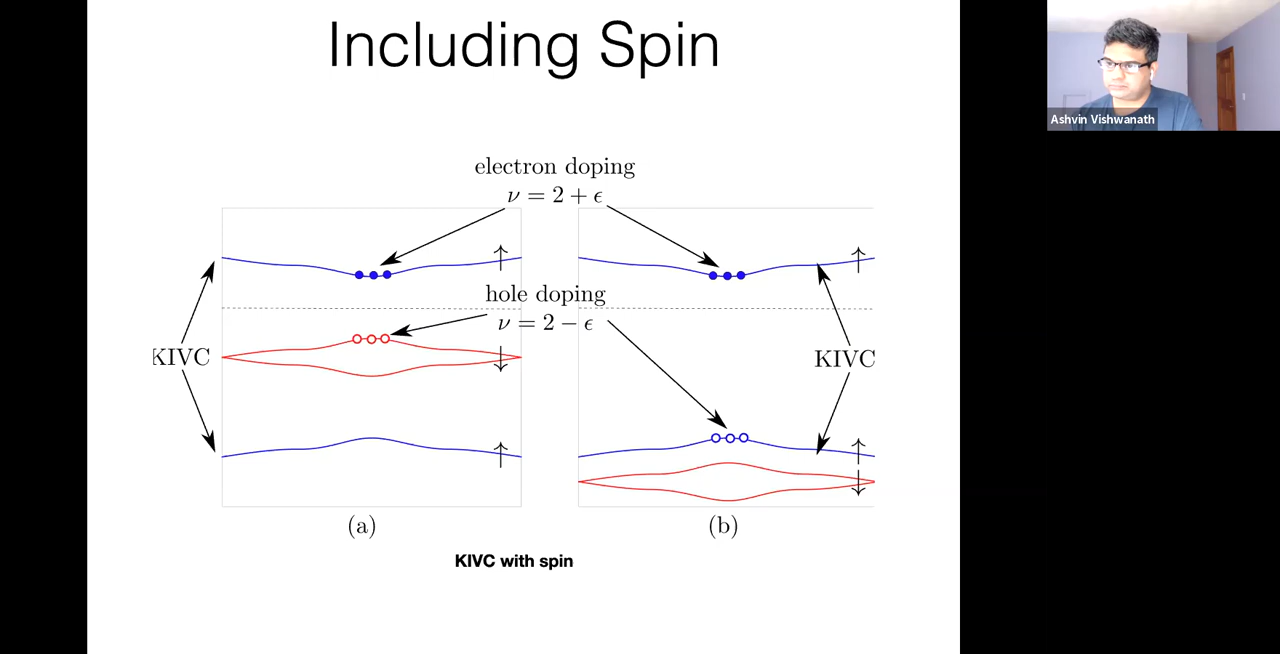 Including Spin
Ashvin Vishwanath
electron doping
ν = 2 + ϵ
↑
↑
hole doping
ν = 2 − ϵ
KIVC
↓
KIVC
↑
↑
↓
(a)
(b)
KIVC with spin